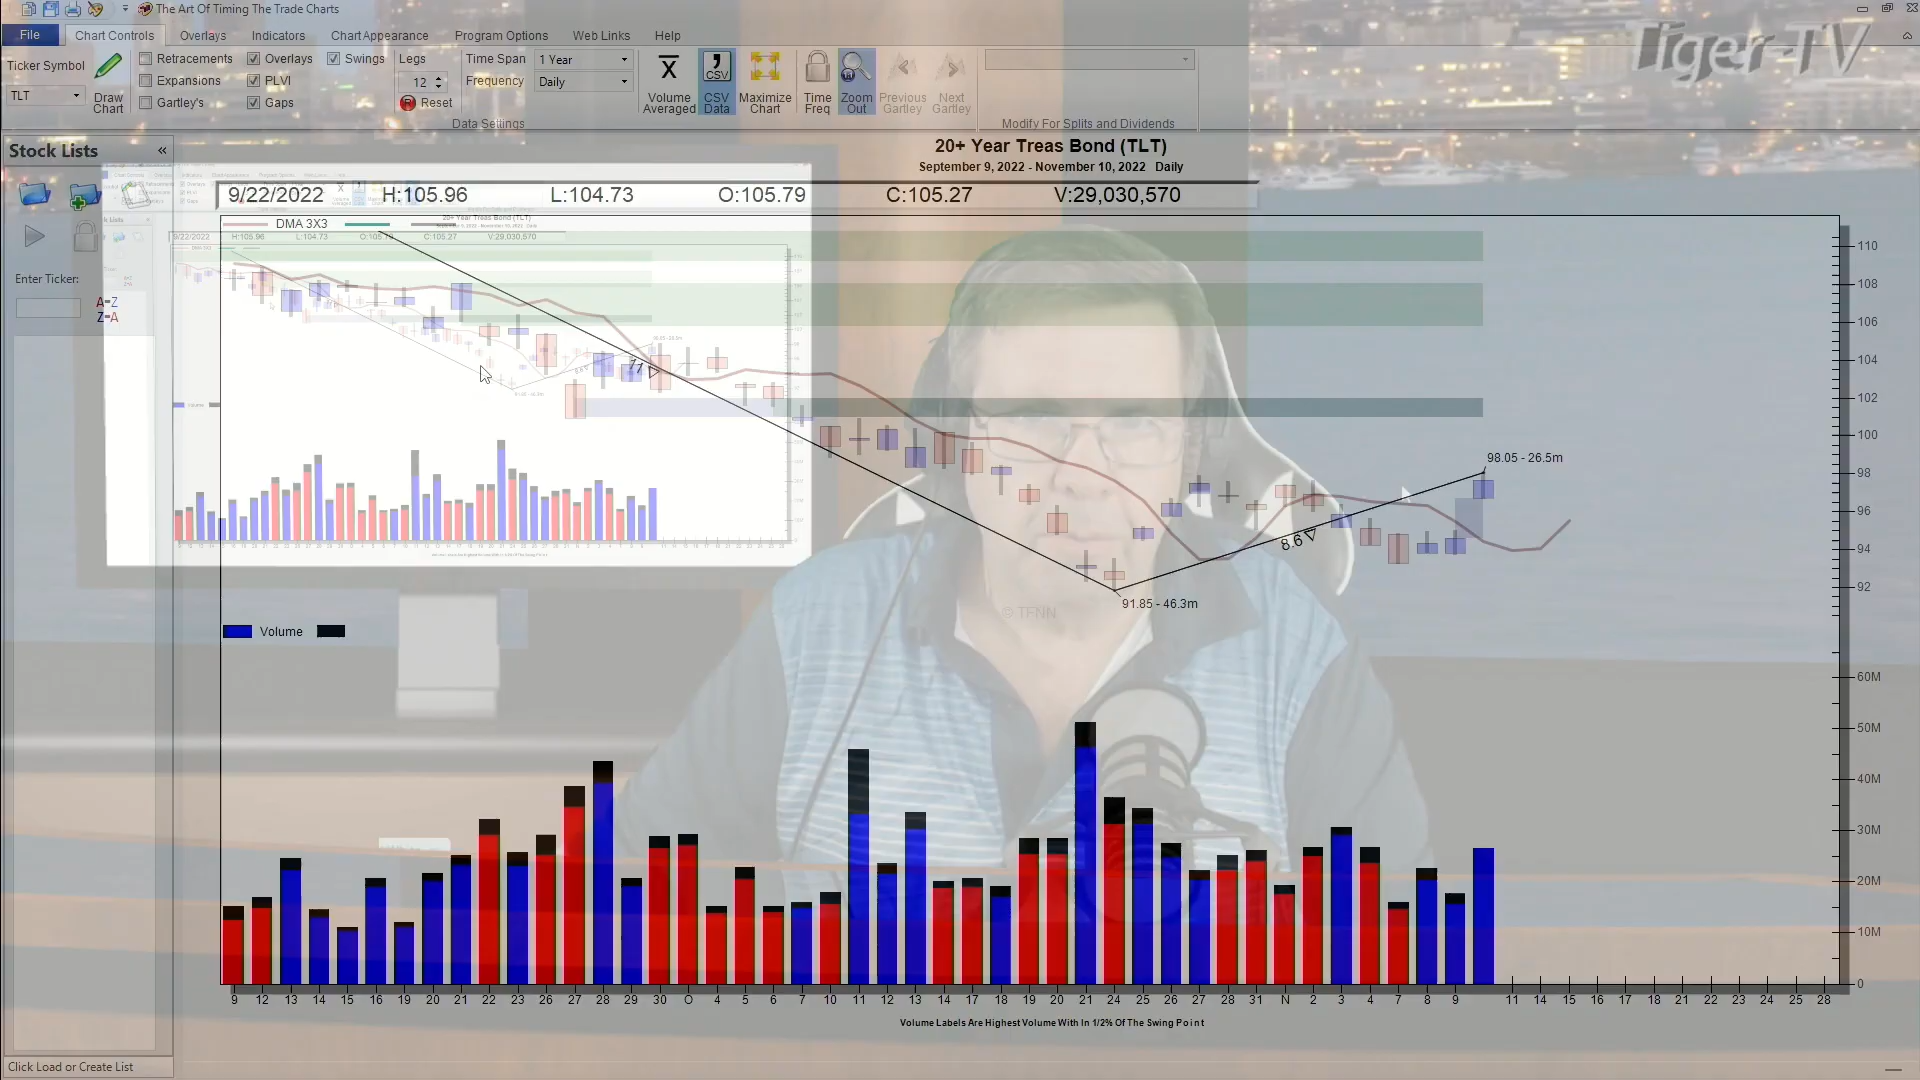 The Art Of Timing The Trade Charts
Tiger-TV
File Chart Controls Overlays Indicators Chart Appearance Program Options Web Links Help
Ticker Symbol
TLT
Draw Chart
Retracements Overlays Swings
Expansions PLVI
Gartley's Gaps
Legs
12
Reset
Time Span 1 Year
Frequency Daily
Data Settings
Volume Averaged
CSV Data
Maximize Chart
Time Freq
Zoom Out
Previous Gartley
Next Gartley
Modify For Splits and Dividends
Stock Lists «
20+ Year Treas Bond (TLT)
September 9, 2022 - November 10, 2022 Daily
9/22/2022 H:105.96 L:104.73 O:105.79 C:105.27 V:29,030,570
DMA 3X3
Enter Ticker:
A=Z
Z=A
110
108
106
104
102
100
98
96
94
92
11
8.6
98.05 - 26.5m
91.85 - 46.3m
© TFNN
Volume
60M
50M
40M
30M
20M
10M
0
9 12 13 14 15 16 19 20 21 22 23 26 27 28 29 30 O 4 5 6 7 10 11 12 13 14 17 18 19 20 21 24 25 26 27 28 31 N 2 3 4 7 8 9 11 14 15 16 17 18 21 22 23 25 28
Volume Labels Are Highest Volume With In 1/2% Of The Swing Point
Click Load or Create List